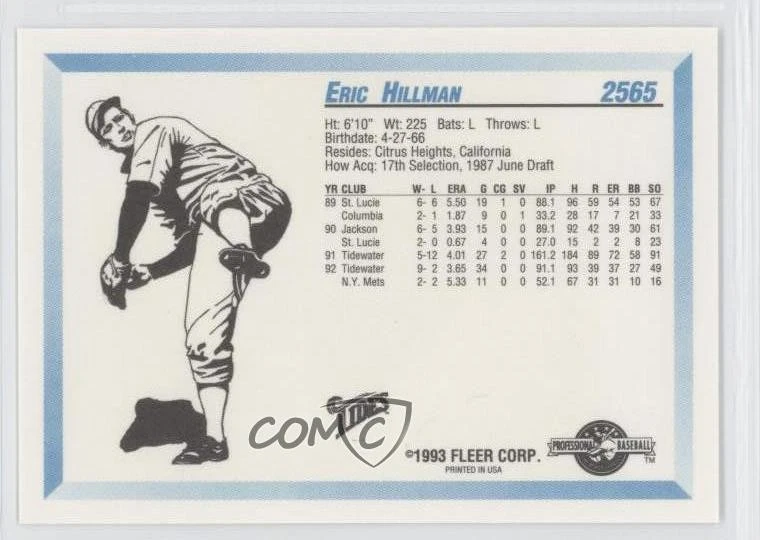 ERIC HILLMAN 2565
Ht: 6'10" Wt: 225 Bats: L Throws: L
Birthdate: 4-27-66
Resides: Citrus Heights, California
How Acq: 17th Selection, 1987 June Draft
YR CLUB W- L ERA G CG SV IP H R ER BB SO
89 St. Lucie 6- 6 5.50 19 1 0 88.1 96 59 54 53 67
Columbia 2- 1 1.87 9 0 1 33.2 28 17 7 21 33
90 Jackson 6- 5 3.93 15 0 0 89.1 92 42 39 30 61
St. Lucie 2- 0 0.67 4 0 0 27.0 15 2 2 8 23
91 Tidewater 5-12 4.01 27 2 0 161.2 184 89 72 58 91
92 Tidewater 9- 2 3.65 34 0 0 91.1 93 39 37 27 49
N.Y. Mets 2- 2 5.33 11 0 0 52.1 67 31 31 10 16
TIDES
COMC
©1993 FLEER CORP.
PRINTED IN USA
PROFESSIONAL BASEBALL
TM